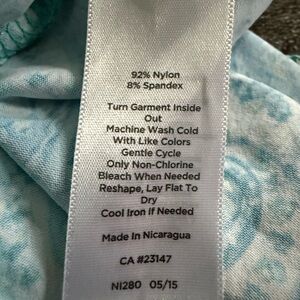 92% Nylon
8% Spandex
Turn Garment Inside
Out
Machine Wash Cold
With Like Colors
Gentle Cycle
Only Non-Chlorine
Bleach When Needed
Reshape, Lay Flat To
Dry
Cool Iron If Needed
Made In Nicaragua
CA #23147
NI280 05/15